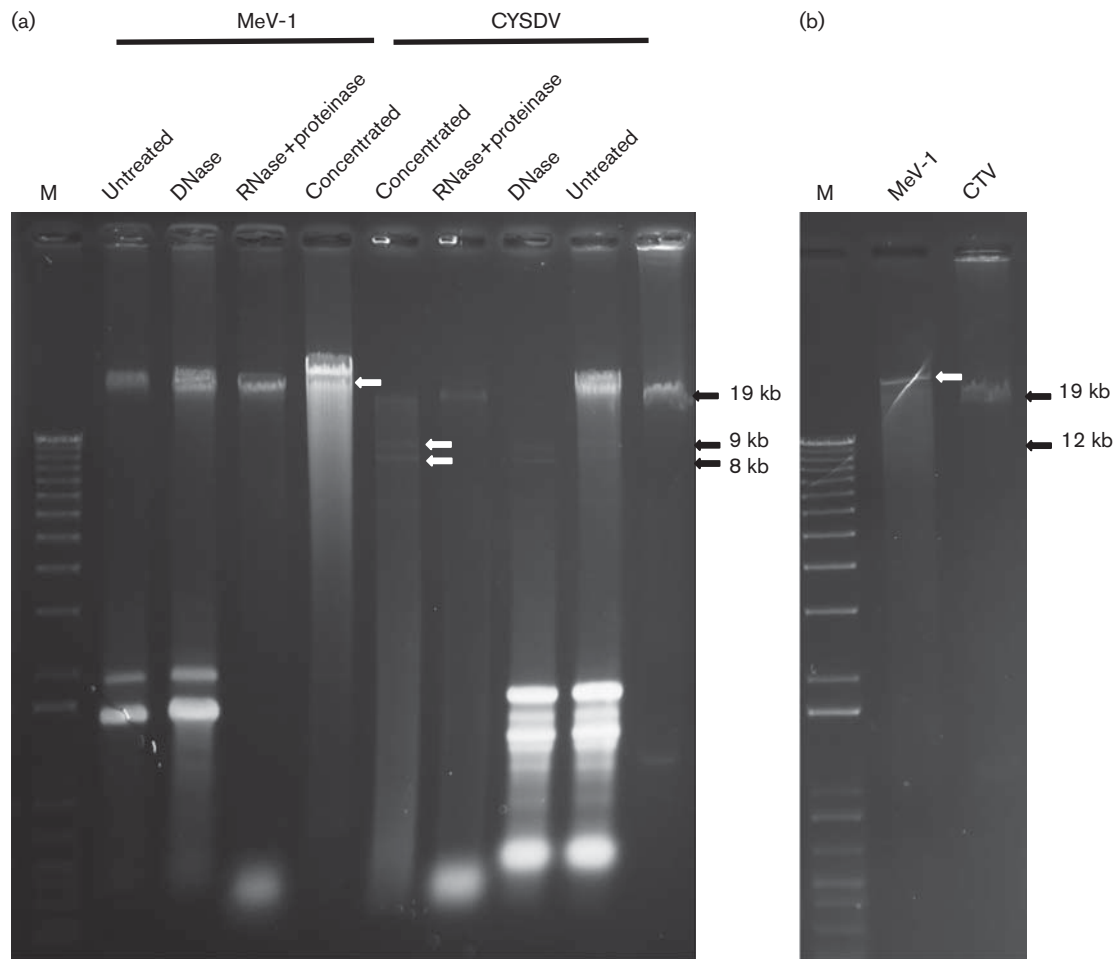 (a)
MeV-1
CYSDV
M
Untreated
DNase
RNase+proteinase
Concentrated
Concentrated
RNase+proteinase
DNase
Untreated
19 kb
9 kb
8 kb
(b)
M
MeV-1
CTV
19 kb
12 kb